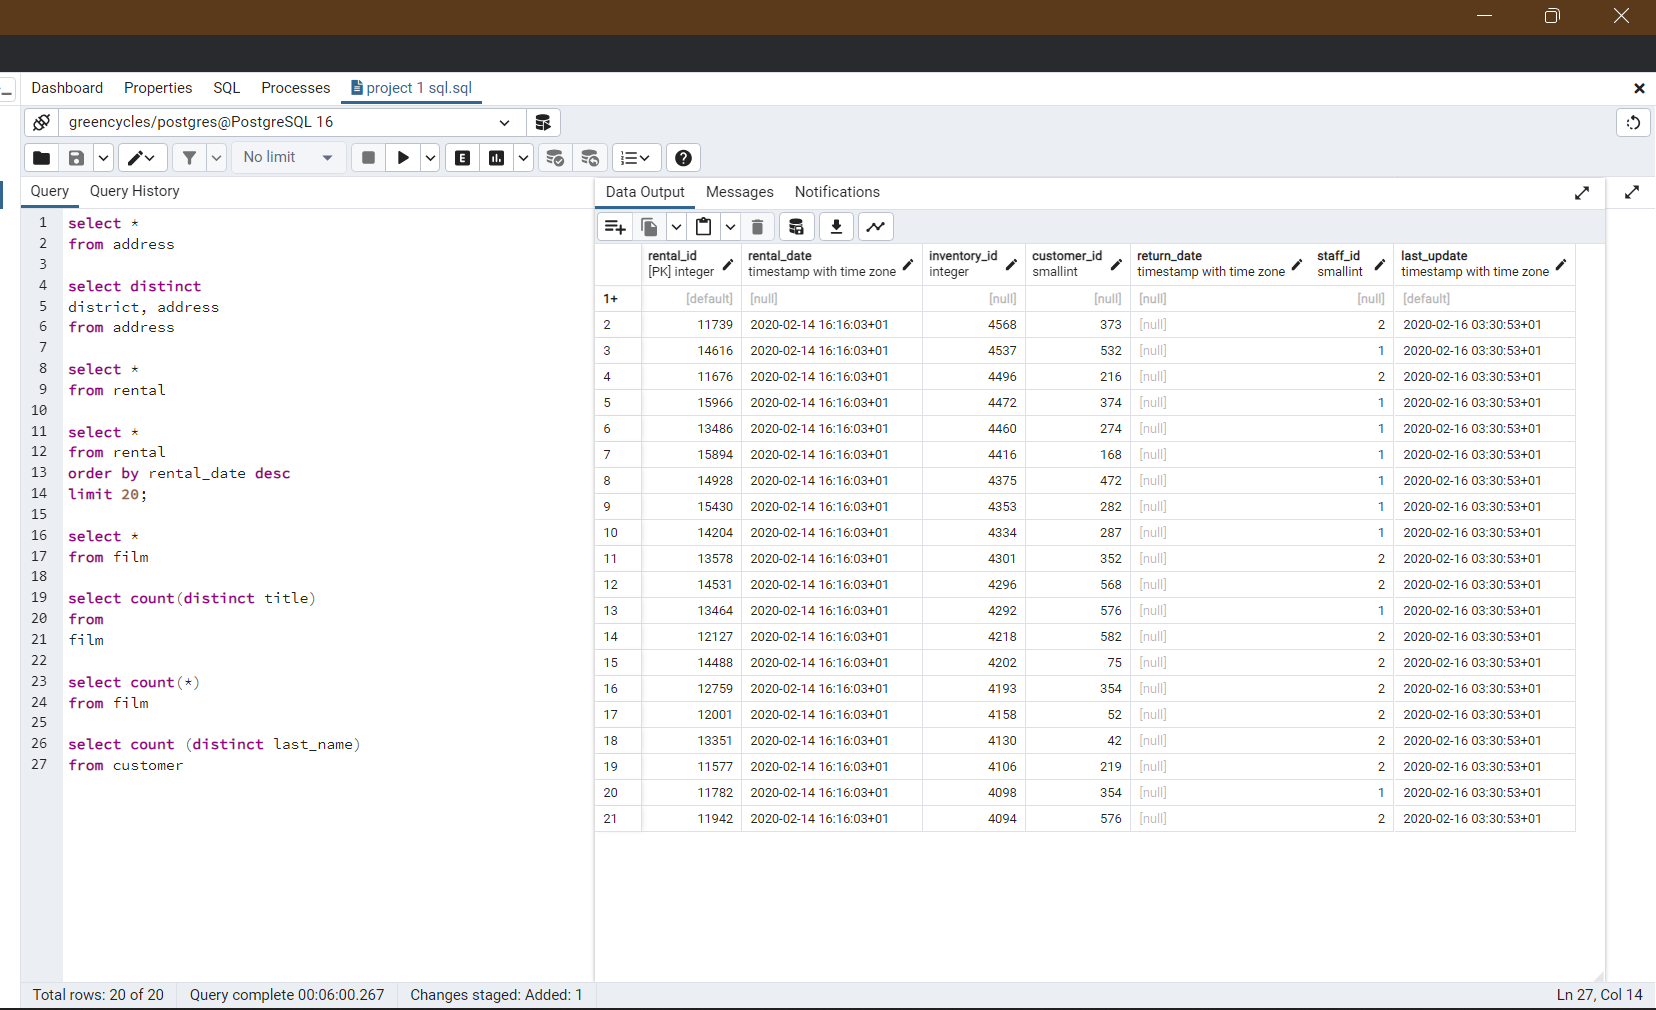 Dashboard Properties SQL Processes project 1 sql.sql
greencycles/postgres@PostgreSQL 16
No limit E
Query Query History
1 select *
2 from address
3
4 select distinct
5 district, address
6 from address
7
8 select *
9 from rental
10
11 select *
12 from rental
13 order by rental_date desc
14 limit 20;
15
16 select *
17 from film
18
19 select count(distinct title)
20 from
21 film
22
23 select count(*)
24 from film
25
26 select count (distinct last_name)
27 from customer
Data Output Messages Notifications
rental_id rental_date inventory_id customer_id return_date staff_id last_update
[PK] integer timestamp with time zone integer smallint timestamp with time zone smallint timestamp with time zone
1+ [default] [null] [null] [null] [null] [null] [default]
2 11739 2020-02-14 16:16:03+01 4568 373 [null] 2 2020-02-16 03:30:53+01
3 14616 2020-02-14 16:16:03+01 4537 532 [null] 1 2020-02-16 03:30:53+01
4 11676 2020-02-14 16:16:03+01 4496 216 [null] 2 2020-02-16 03:30:53+01
5 15966 2020-02-14 16:16:03+01 4472 374 [null] 1 2020-02-16 03:30:53+01
6 13486 2020-02-14 16:16:03+01 4460 274 [null] 1 2020-02-16 03:30:53+01
7 15894 2020-02-14 16:16:03+01 4416 168 [null] 1 2020-02-16 03:30:53+01
8 14928 2020-02-14 16:16:03+01 4375 472 [null] 1 2020-02-16 03:30:53+01
9 15430 2020-02-14 16:16:03+01 4353 282 [null] 1 2020-02-16 03:30:53+01
10 14204 2020-02-14 16:16:03+01 4334 287 [null] 1 2020-02-16 03:30:53+01
11 13578 2020-02-14 16:16:03+01 4301 352 [null] 2 2020-02-16 03:30:53+01
12 14531 2020-02-14 16:16:03+01 4296 568 [null] 2 2020-02-16 03:30:53+01
13 13464 2020-02-14 16:16:03+01 4292 576 [null] 1 2020-02-16 03:30:53+01
14 12127 2020-02-14 16:16:03+01 4218 582 [null] 2 2020-02-16 03:30:53+01
15 14488 2020-02-14 16:16:03+01 4202 75 [null] 2 2020-02-16 03:30:53+01
16 12759 2020-02-14 16:16:03+01 4193 354 [null] 2 2020-02-16 03:30:53+01
17 12001 2020-02-14 16:16:03+01 4158 52 [null] 2 2020-02-16 03:30:53+01
18 13351 2020-02-14 16:16:03+01 4130 42 [null] 2 2020-02-16 03:30:53+01
19 11577 2020-02-14 16:16:03+01 4106 219 [null] 2 2020-02-16 03:30:53+01
20 11782 2020-02-14 16:16:03+01 4098 354 [null] 1 2020-02-16 03:30:53+01
21 11942 2020-02-14 16:16:03+01 4094 576 [null] 2 2020-02-16 03:30:53+01
Total rows: 20 of 20 Query complete 00:06:00.267 Changes staged: Added: 1 Ln 27, Col 14